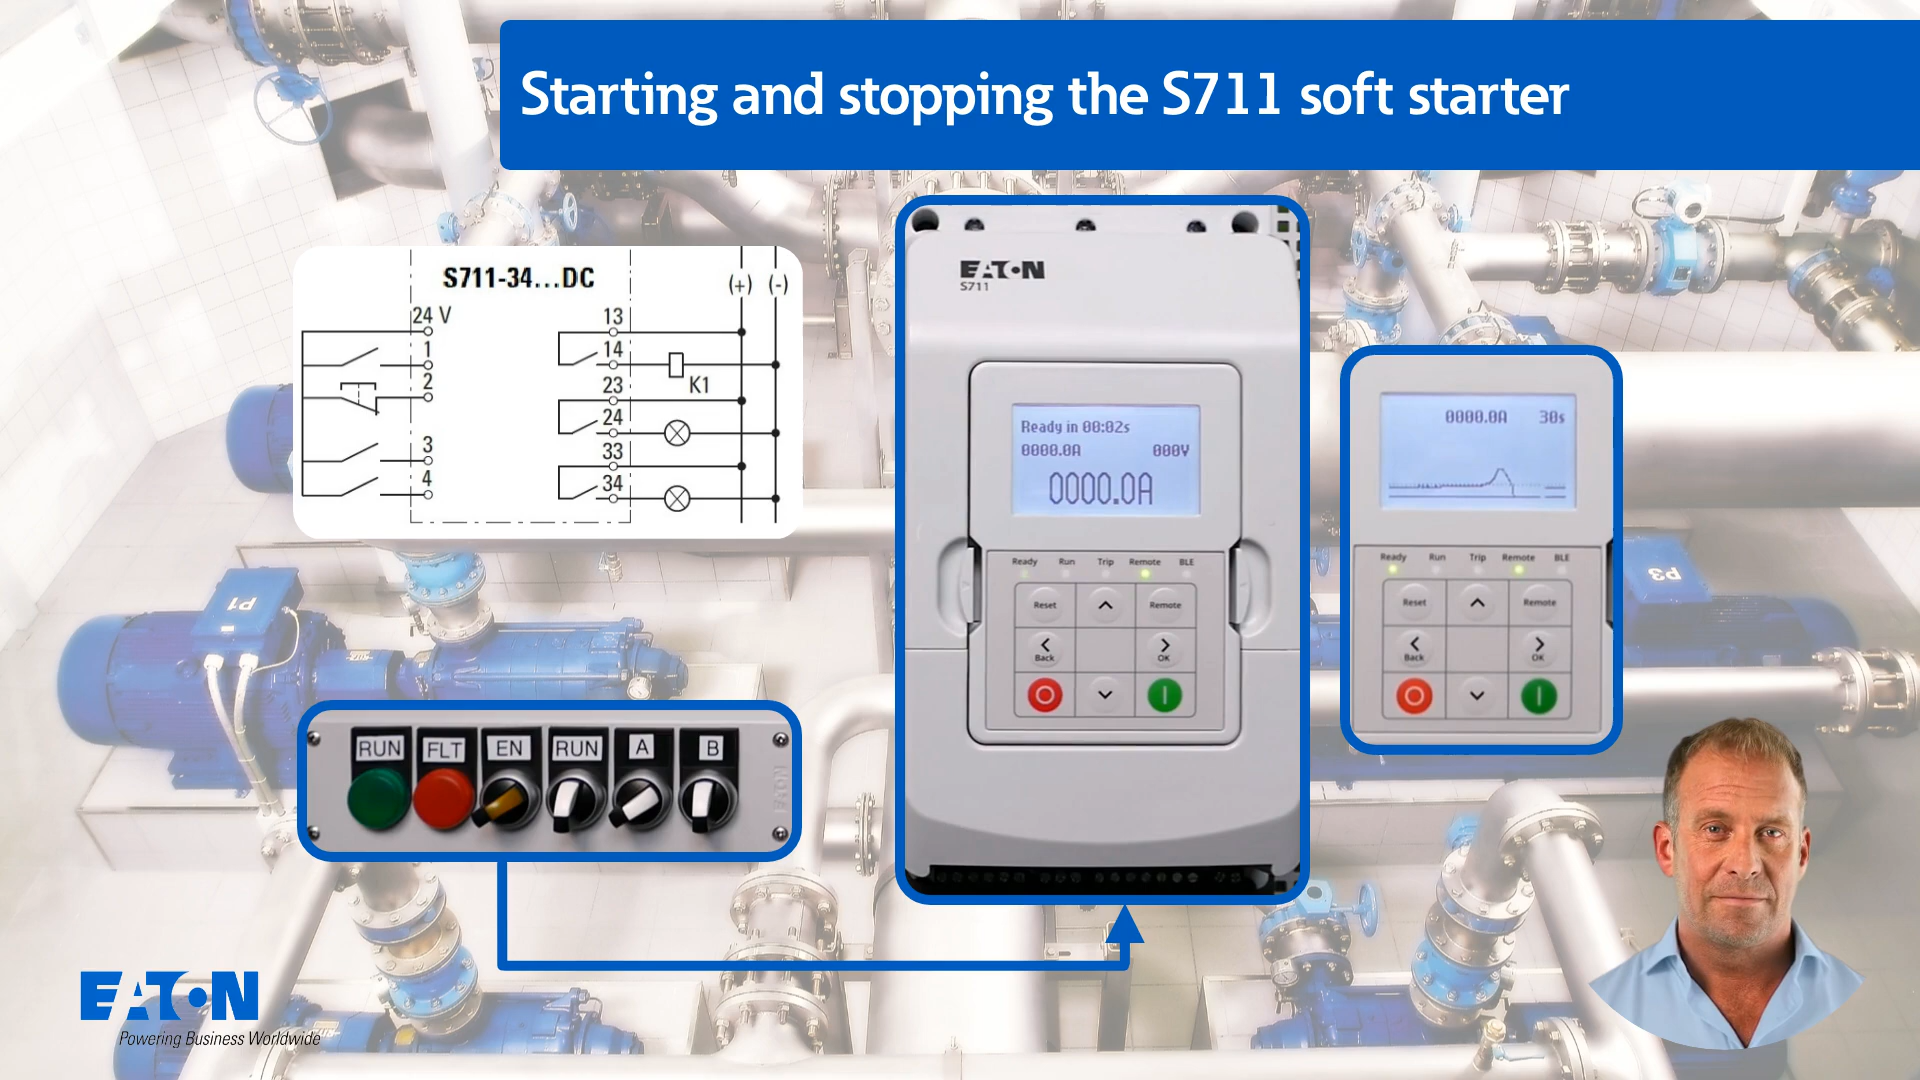 Starting and stopping the S711 soft starter
S711-34...DC
(+) (-)
24 V
1
2
3
4
13
14
23
24
33
34
K1
EATON
S711
Ready in 00:02s
0000.0A 000V
0000.0A
Ready Run Trip Remote BLE
Reset Remote
Back OK
0000.0A 30s
Ready Run Trip Remote BLE
Reset Remote
Back OK
RUN FLT EN RUN A B
EATON
P1
P3
EATON
Powering Business Worldwide